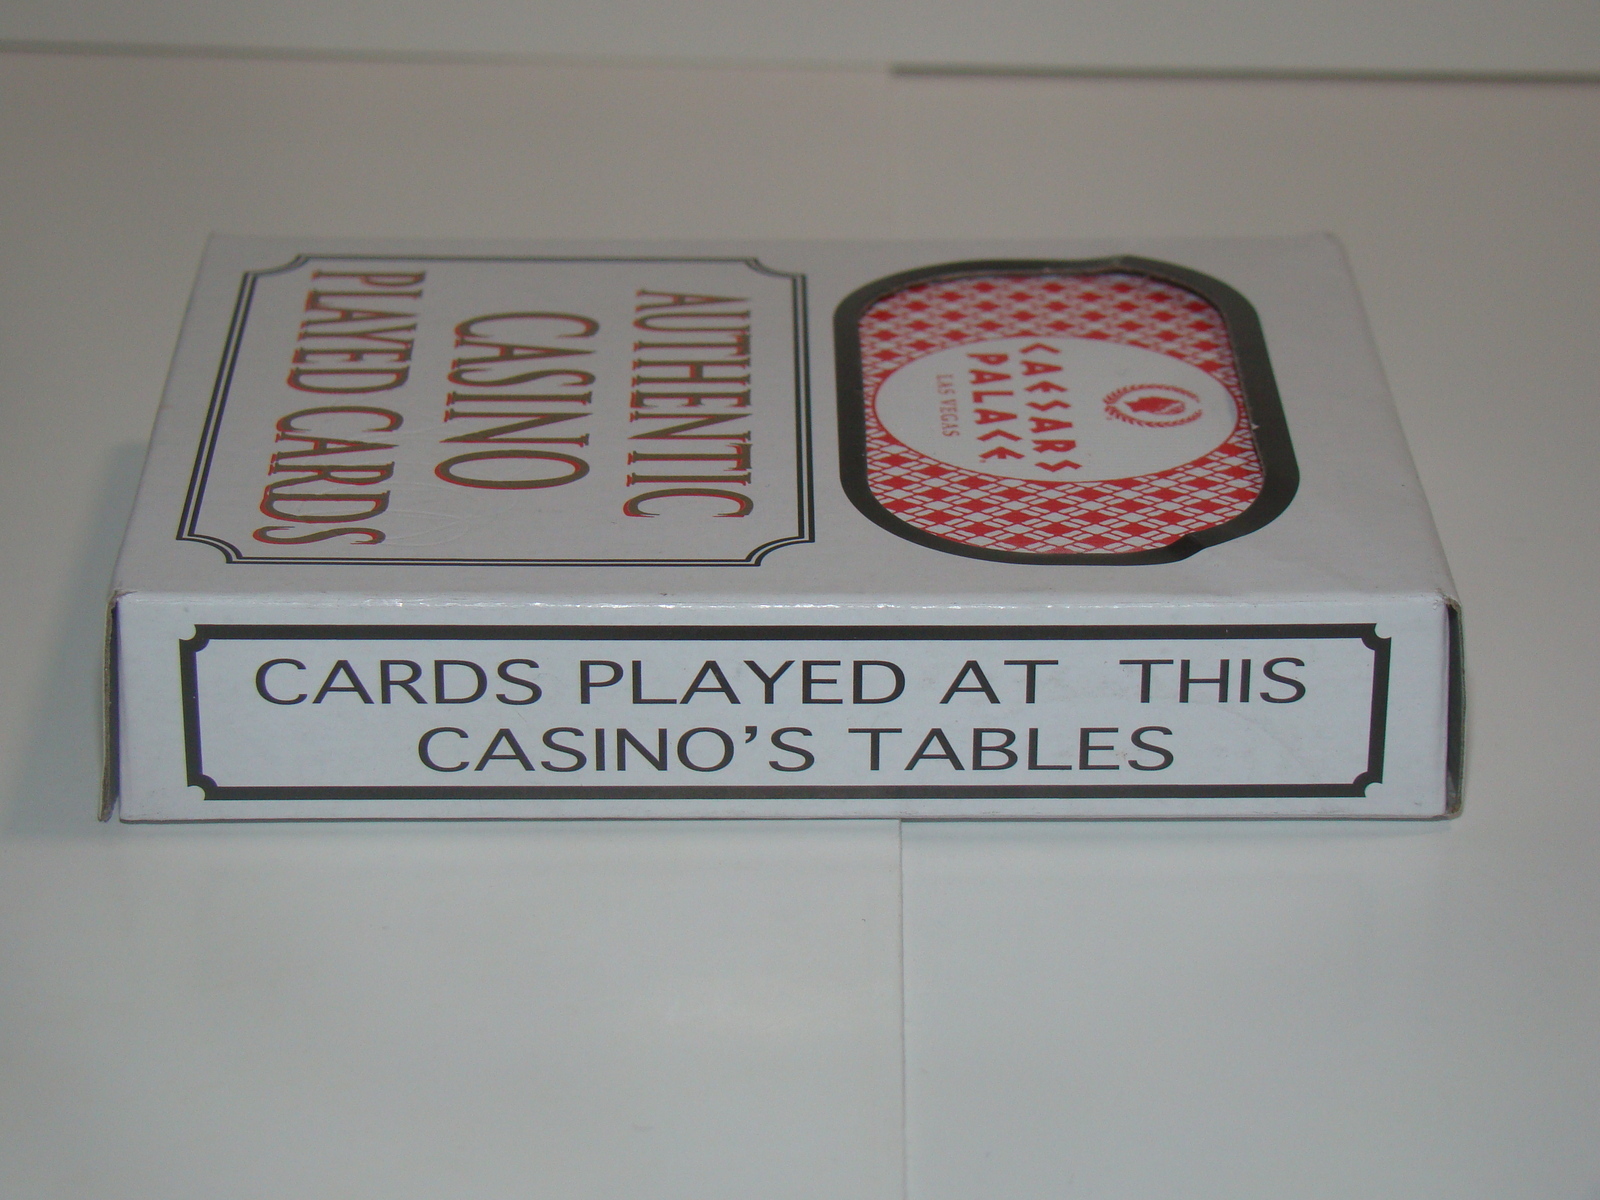 AUTHENTIC
CASINO
PLAYED CARDS
CAESARS
PALACE
LAS VEGAS
CARDS PLAYED AT THIS
CASINO'S TABLES